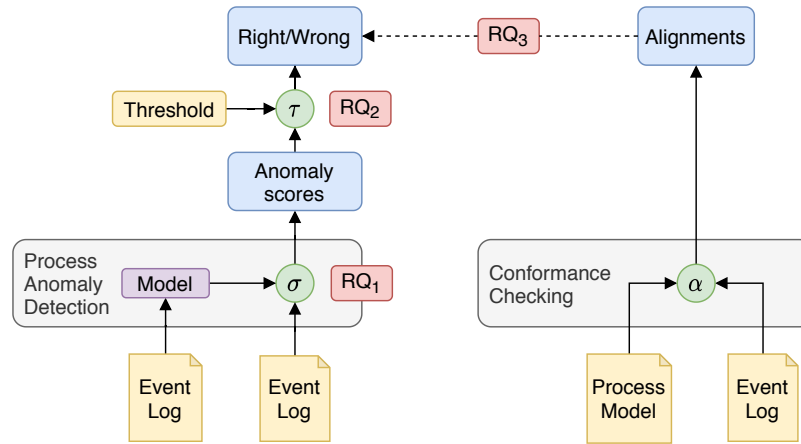 Right/Wrong
RQ3
Alignments
Threshold
τ
RQ2
Anomaly
scores
Process
Anomaly
Detection
Model
σ
RQ1
Conformance
Checking
α
Event
Log
Event
Log
Process
Model
Event
Log